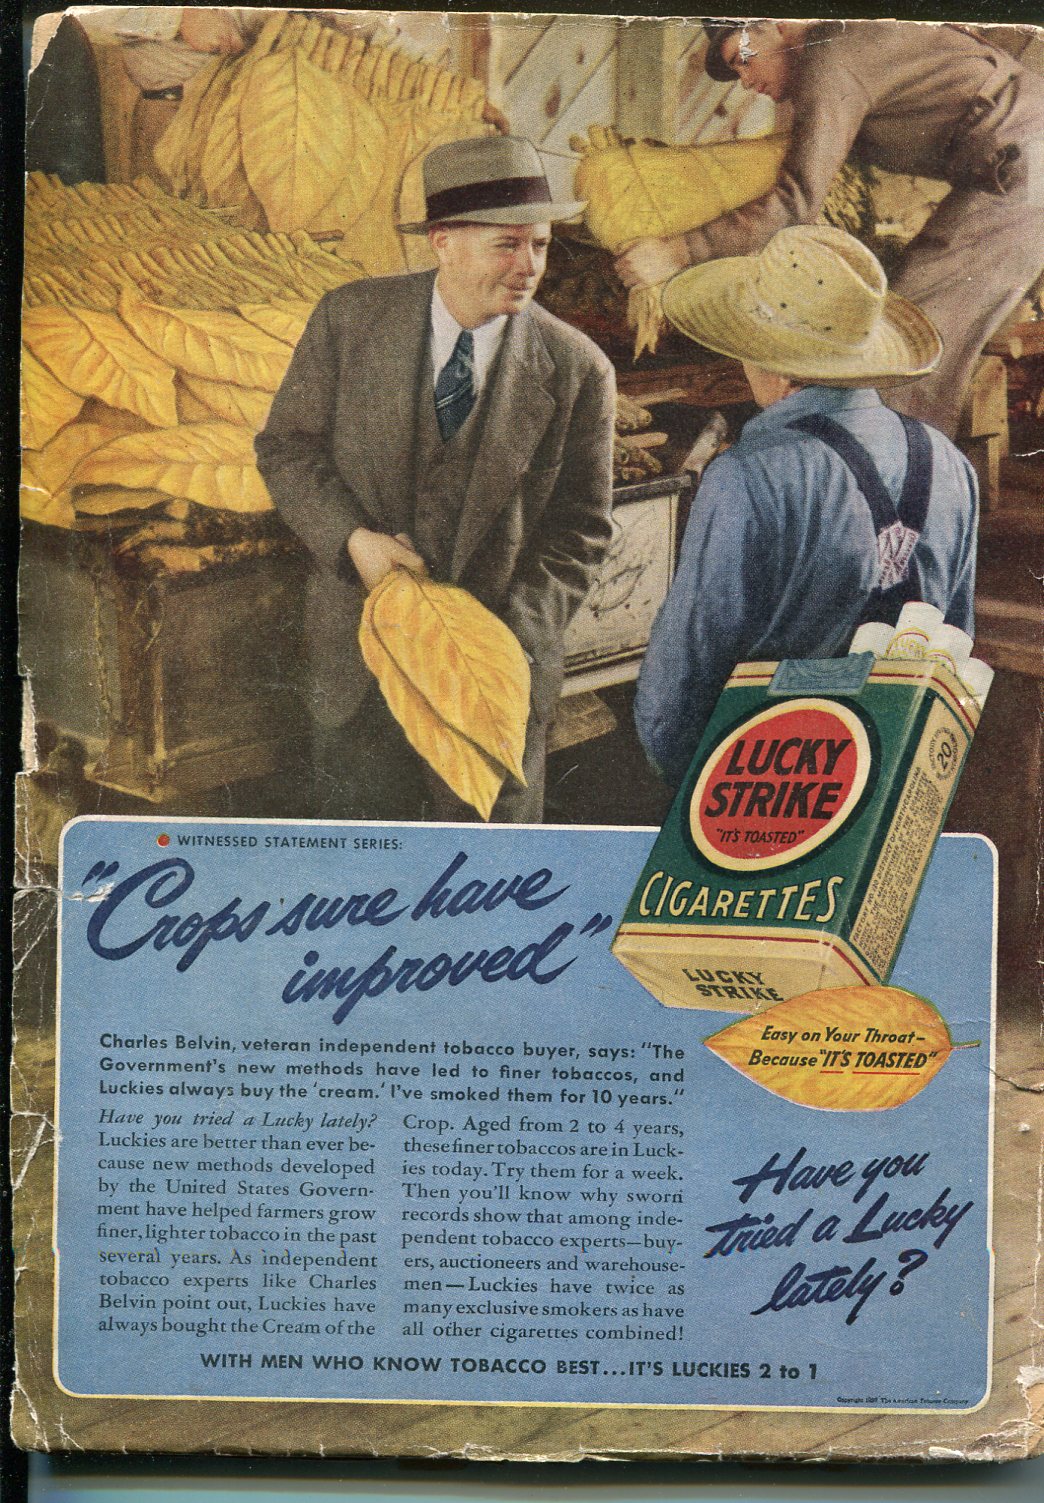 LUCKY
STRIKE
"IT'S TOASTED"
CIGARETTES
LUCKY
STRIKE
20
LUCKY
Easy on Your Throat—
Because "IT'S TOASTED"
WITNESSED STATEMENT SERIES:
"Crops sure have
improved"
Charles Belvin, veteran independent tobacco buyer, says: "The
Government's new methods have led to finer tobaccos, and
Luckies always buy the 'cream.' I've smoked them for 10 years."
Have you tried a Lucky lately?
Luckies are better than ever be-
cause new methods developed
by the United States Govern-
ment have helped farmers grow
finer, lighter tobacco in the past
several years. As independent
tobacco experts like Charles
Belvin point out, Luckies have
always bought the Cream of the
Crop. Aged from 2 to 4 years,
these finer tobaccos are in Luck-
ies today. Try them for a week.
Then you'll know why sworn
records show that among inde-
pendent tobacco experts—buy-
ers, auctioneers and warehouse-
men—Luckies have twice as
many exclusive smokers as have
all other cigarettes combined!
Have you
tried a Lucky
lately?
WITH MEN WHO KNOW TOBACCO BEST...IT'S LUCKIES 2 to 1
Copyright 1939, The American Tobacco Company